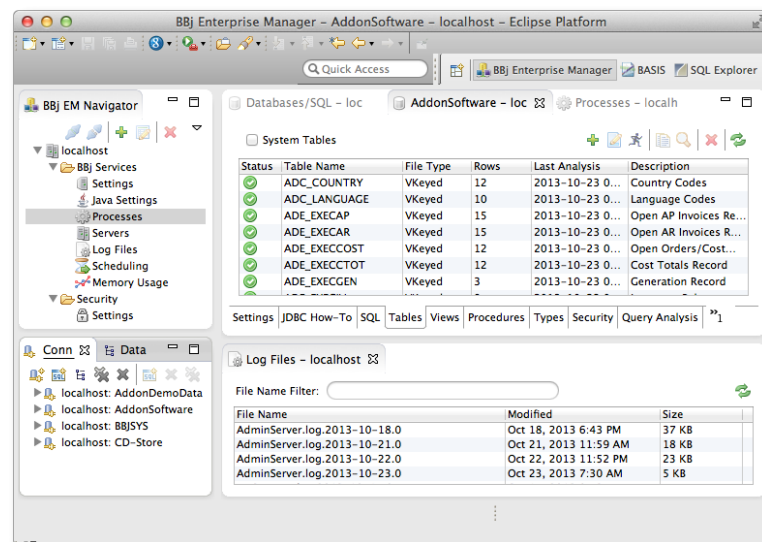 BBj Enterprise Manager – AddonSoftware – localhost – Eclipse Platform
Quick Access
BBj Enterprise Manager
BASIS
SQL Explorer
BBj EM Navigator
localhost
BBj Services
Settings
Java Settings
Processes
Servers
Log Files
Scheduling
Memory Usage
Security
Settings
Databases/SQL – loc
AddonSoftware – loc
Processes – localh
System Tables
Status Table Name File Type Rows Last Analysis Description
ADC_COUNTRY VKeyed 12 2013-10-23 0... Country Codes
ADC_LANGUAGE VKeyed 10 2013-10-23 0... Language Codes
ADE_EXECAP VKeyed 15 2013-10-23 0... Open AP Invoices Re...
ADE_EXECAR VKeyed 15 2013-10-23 0... Open AR Invoices R...
ADE_EXECCOST VKeyed 12 2013-10-23 0... Open Orders/Cost...
ADE_EXECCTOT VKeyed 12 2013-10-23 0... Cost Totals Record
ADE_EXECGEN VKeyed 3 2013-10-23 0... Generation Record
Settings JDBC How-To SQL Tables Views Procedures Types Security Query Analysis »1
Conn
Data
localhost: AddonDemoData
localhost: AddonSoftware
localhost: BBJSYS
localhost: CD-Store
Log Files – localhost
File Name Filter:
File Name Modified Size
AdminServer.log.2013-10-18.0 Oct 18, 2013 6:43 PM 37 KB
AdminServer.log.2013-10-21.0 Oct 21, 2013 11:59 AM 18 KB
AdminServer.log.2013-10-22.0 Oct 22, 2013 11:52 PM 23 KB
AdminServer.log.2013-10-23.0 Oct 23, 2013 7:30 AM 5 KB